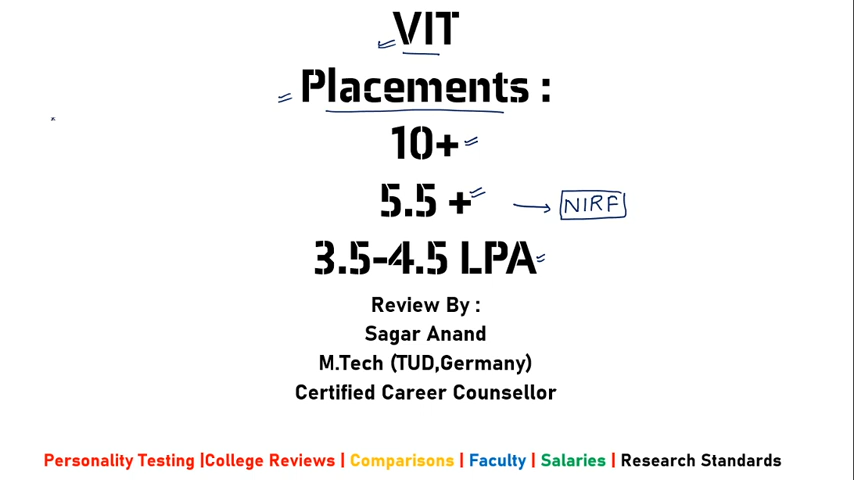 VIT
Placements :
10+
5.5 + NIRF
3.5-4.5 LPA
Review By :
Sagar Anand
M.Tech (TUD,Germany)
Certified Career Counsellor
Personality Testing |College Reviews | Comparisons | Faculty | Salaries | Research Standards